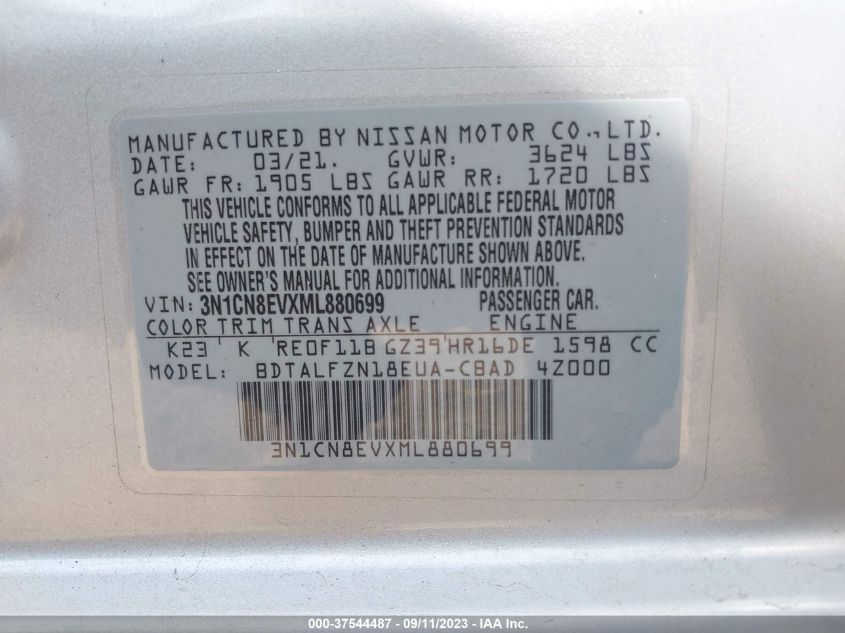 MANUFACTURED BY NISSAN MOTOR CO., LTD.
DATE: 03/21. GVWR: 3624 LBS
GAWR FR: 1905 LBS GAWR RR: 1720 LBS
THIS VEHICLE CONFORMS TO ALL APPLICABLE FEDERAL MOTOR
VEHICLE SAFETY, BUMPER AND THEFT PREVENTION STANDARDS
IN EFFECT ON THE DATE OF MANUFACTURE SHOWN ABOVE.
SEE OWNER'S MANUAL FOR ADDITIONAL INFORMATION.
VIN: 3N1CN8EVXML880699 PASSENGER CAR.
COLOR TRIM TRANS AXLE ENGINE
K23 K RE0F11B GZ39 HR16DE 1598 CC
MODEL: BDTALFZN18EUA-CBAD 4Z000
3N1CN8EVXML880699
000-37544487 - 09/11/2023 - IAA Inc.